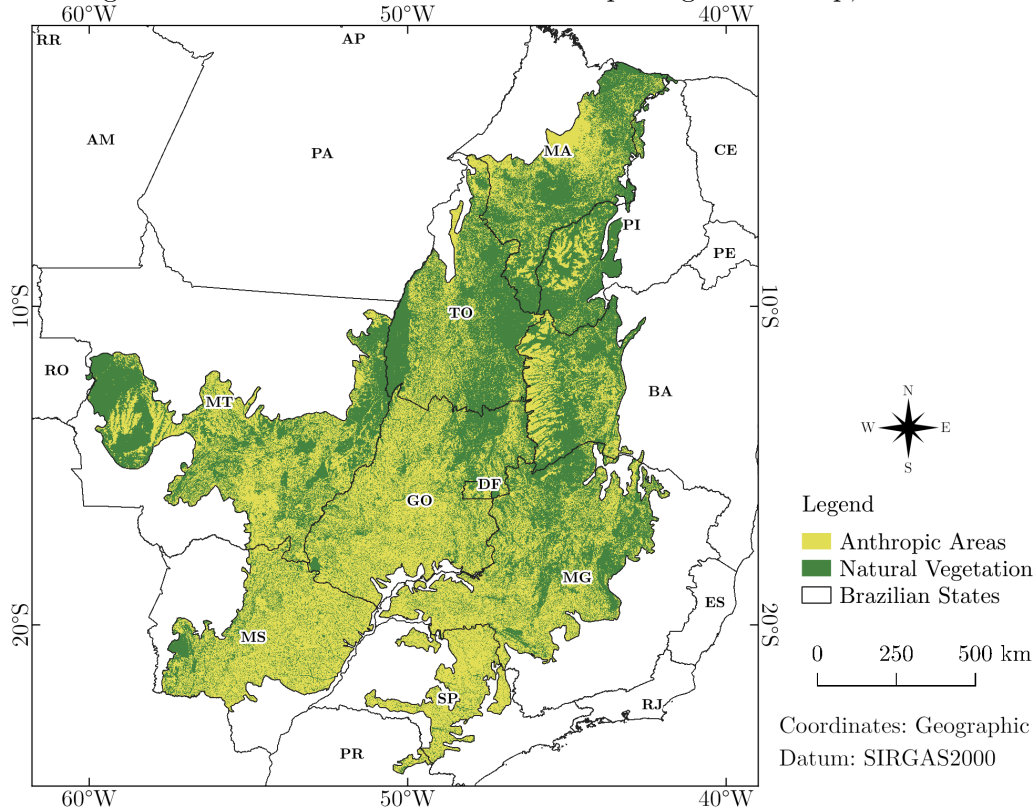 60°W 50°W 40°W
RR
AP
AM
PA
MA
CE
PI
PE
10°S
TO
10°S
RO
MT
BA
N
W E
S
GO
DF
Legend
Anthropic Areas
MG
Natural Vegetation
ES
Brazilian States
20°S
MS
20°S
0 250 500 km
SP
RJ
Coordinates: Geographic
PR
Datum: SIRGAS2000
60°W 50°W 40°W